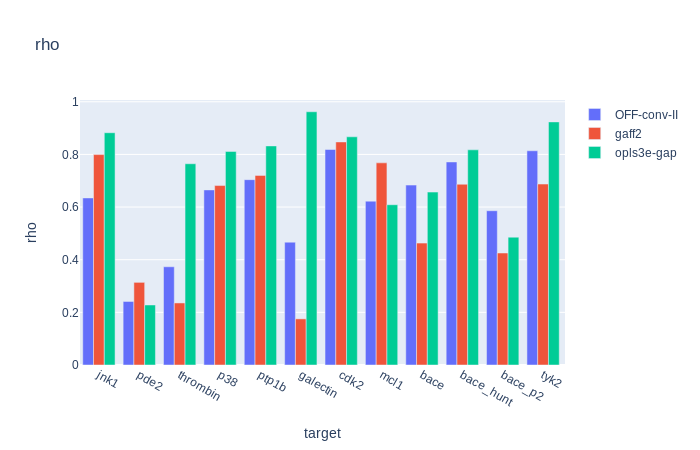 rho
1
0.8
0.6
0.4
0.2
0
rho
jnk1
pde2
thrombin
p38
ptp1b
galectin
cdk2
mcl1
bace
bace_hunt
bace_p2
tyk2
target
OFF-conv-II
gaff2
opls3e-gap